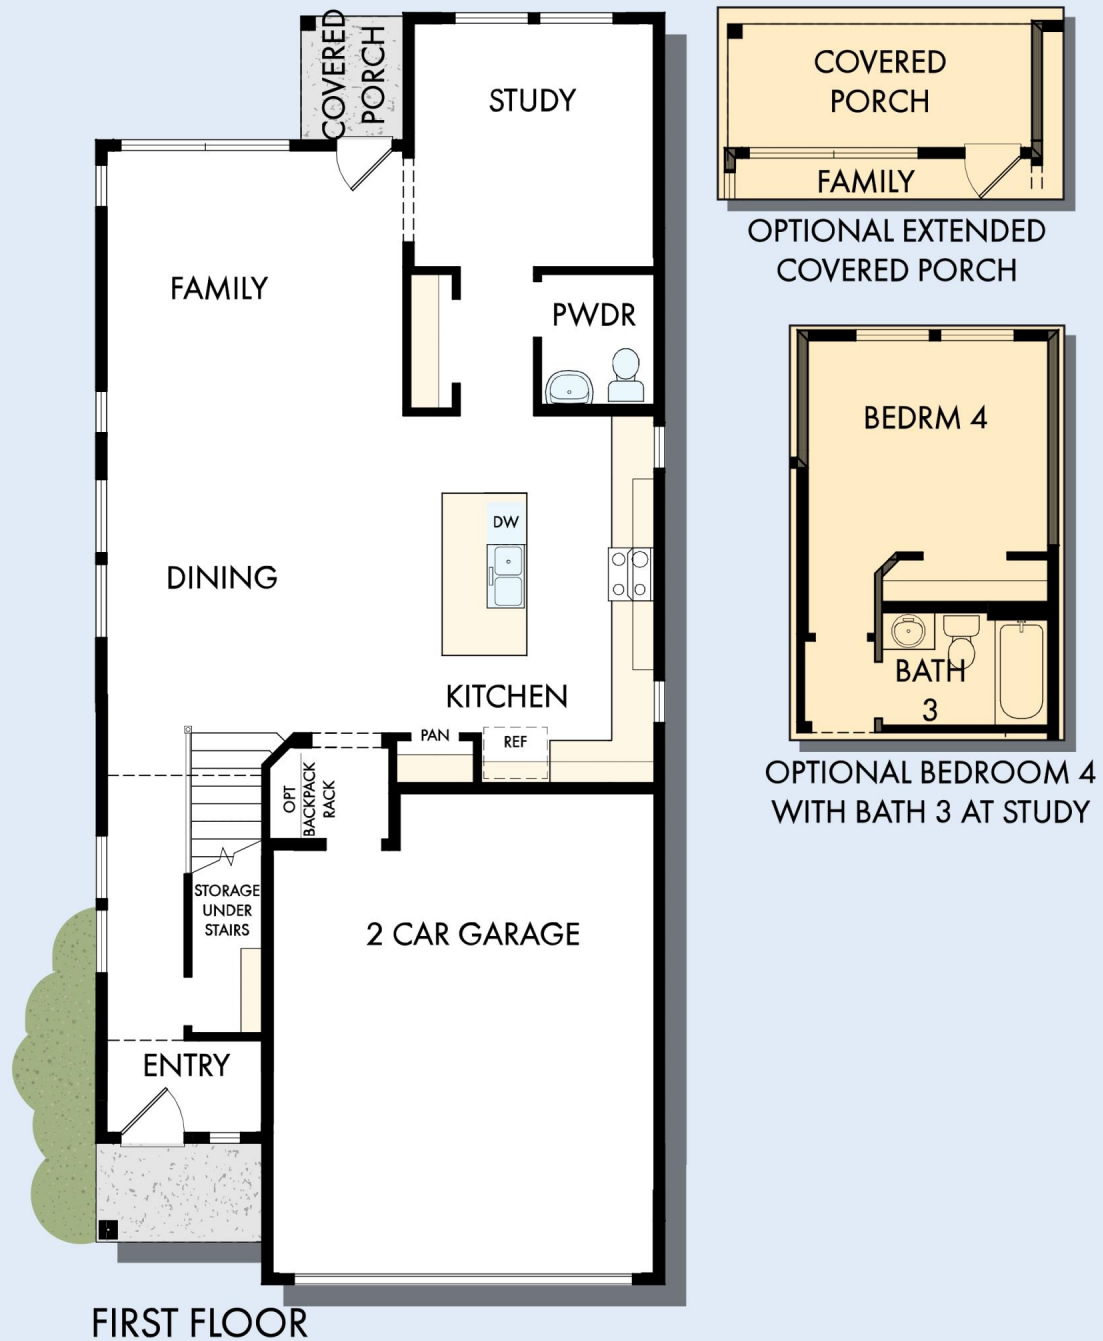 COVERED
PORCH
STUDY
FAMILY
PWDR
DW
DINING
KITCHEN
PAN
REF
OPT
BACKPACK
RACK
STORAGE
UNDER
STAIRS
2 CAR GARAGE
ENTRY
FIRST FLOOR
COVERED
PORCH
FAMILY
OPTIONAL EXTENDED
COVERED PORCH
BEDRM 4
BATH
3
OPTIONAL BEDROOM 4
WITH BATH 3 AT STUDY